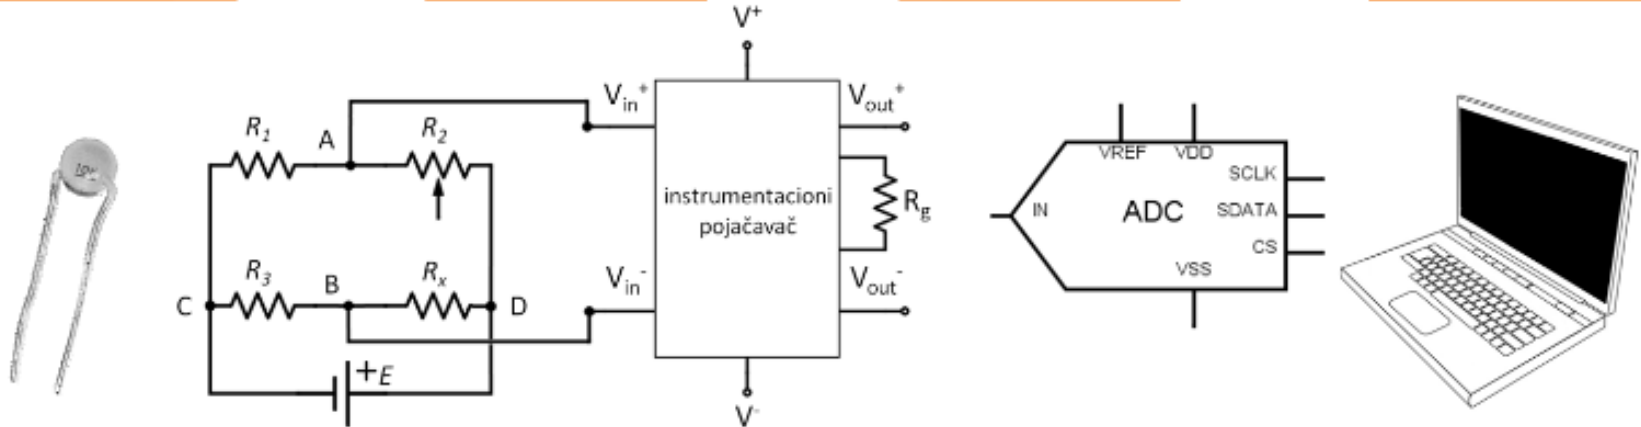 R1
A
R2
R3
B
Rx
C
D
+E
V+
Vin+
Vout+
instrumentacioni
pojačavač
Rg
Vin-
Vout-
V-
VREF
VDD
SCLK
IN
ADC
SDATA
CS
VSS